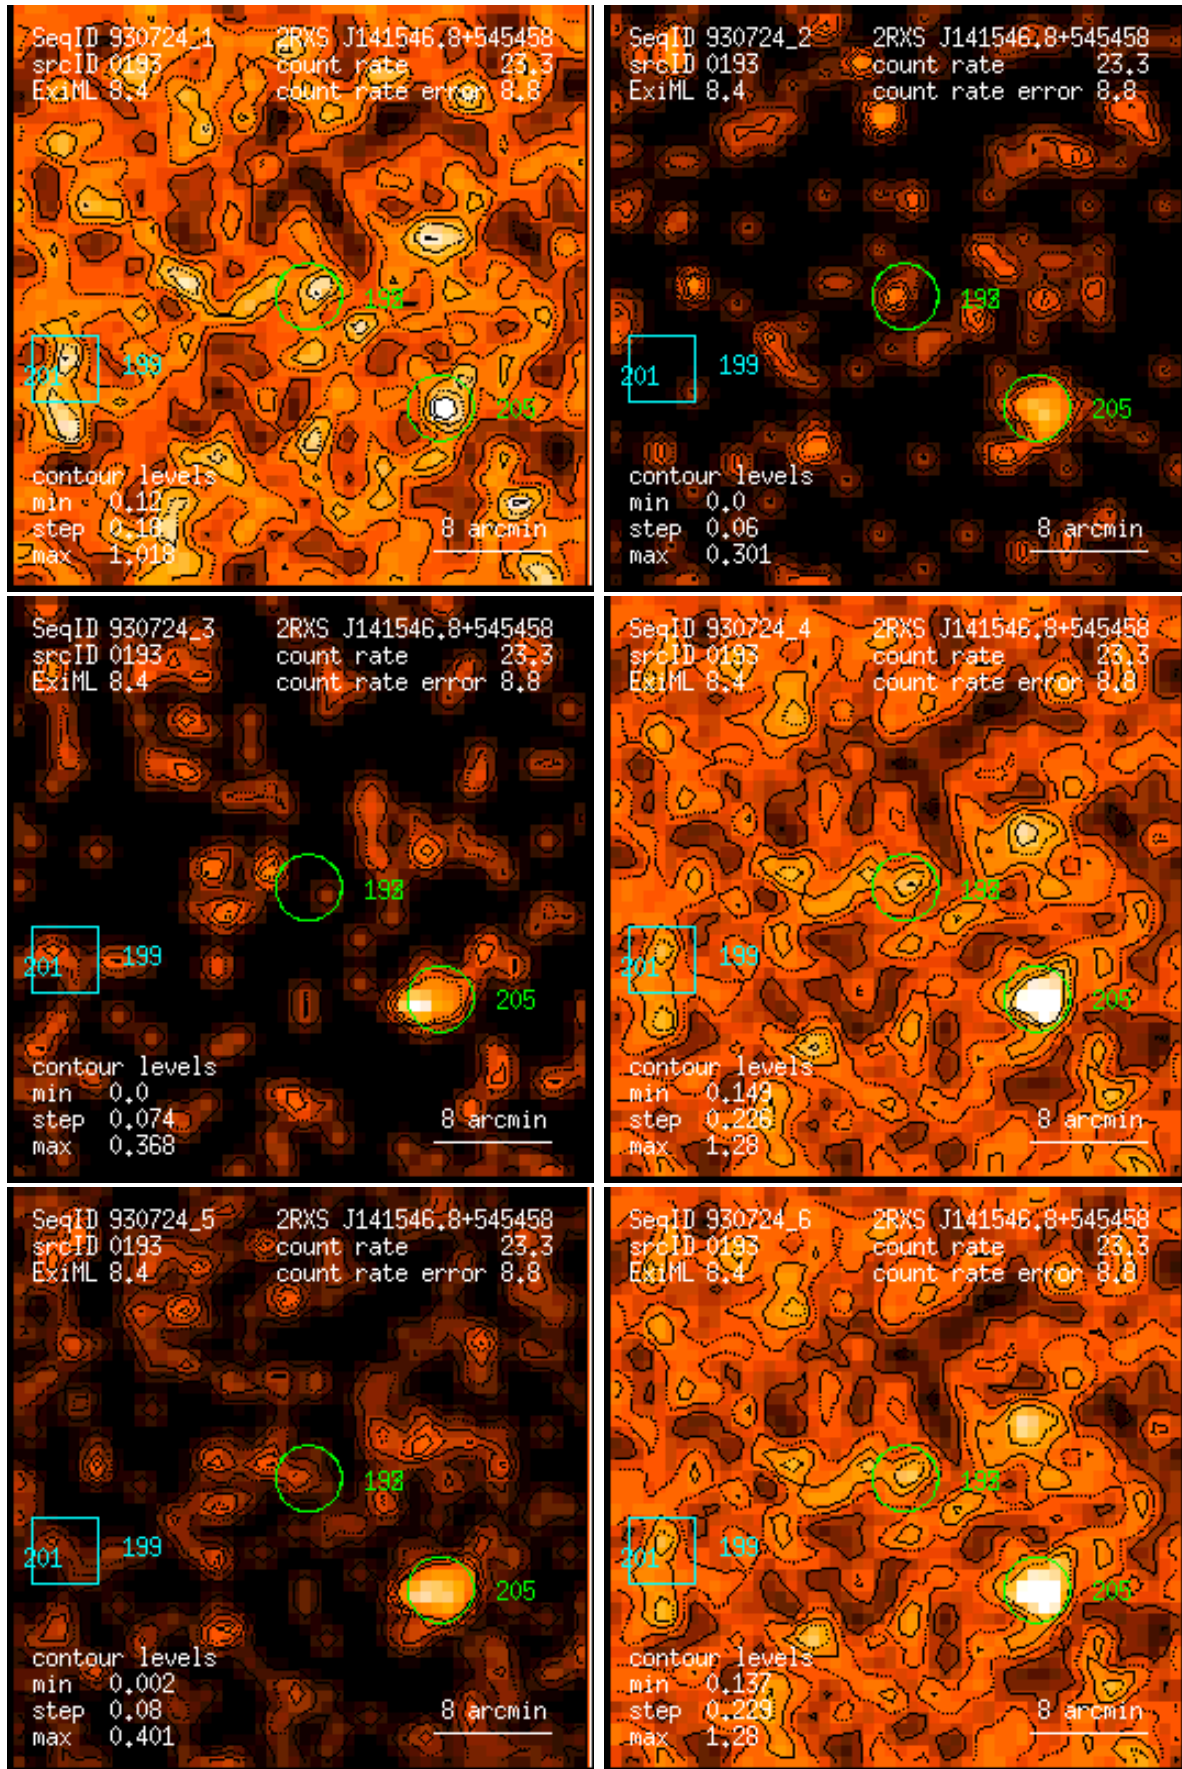 SeqID 930724_1 2RXS J141546.8+545458
srcID 0193 count rate 23.3
ExiML 8.4 count rate error 8.8
199
201
205
contour levels
min 0.12
step 0.18
max 1.018
8 arcmin
SeqID 930724_2 2RXS J141546.8+545458
srcID 0193 count rate 23.3
ExiML 8.4 count rate error 8.8
199
201
205
contour levels
min 0.0
step 0.06
max 0.301
8 arcmin
SeqID 930724_3 2RXS J141546.8+545458
srcID 0193 count rate 23.3
ExiML 8.4 count rate error 8.8
199
201
205
contour levels
min 0.0
step 0.074
max 0.368
8 arcmin
SeqID 930724_4 2RXS J141546.8+545458
srcID 0193 count rate 23.3
ExiML 8.4 count rate error 8.8
199
201
205
contour levels
min 0.149
step 0.226
max 1.28
8 arcmin
SeqID 930724_5 2RXS J141546.8+545458
srcID 0193 count rate 23.3
ExiML 8.4 count rate error 8.8
199
201
205
contour levels
min 0.002
step 0.08
max 0.401
8 arcmin
SeqID 930724_6 2RXS J141546.8+545458
srcID 0193 count rate 23.3
ExiML 8.4 count rate error 8.8
199
201
205
contour levels
min 0.137
step 0.229
max 1.28
8 arcmin